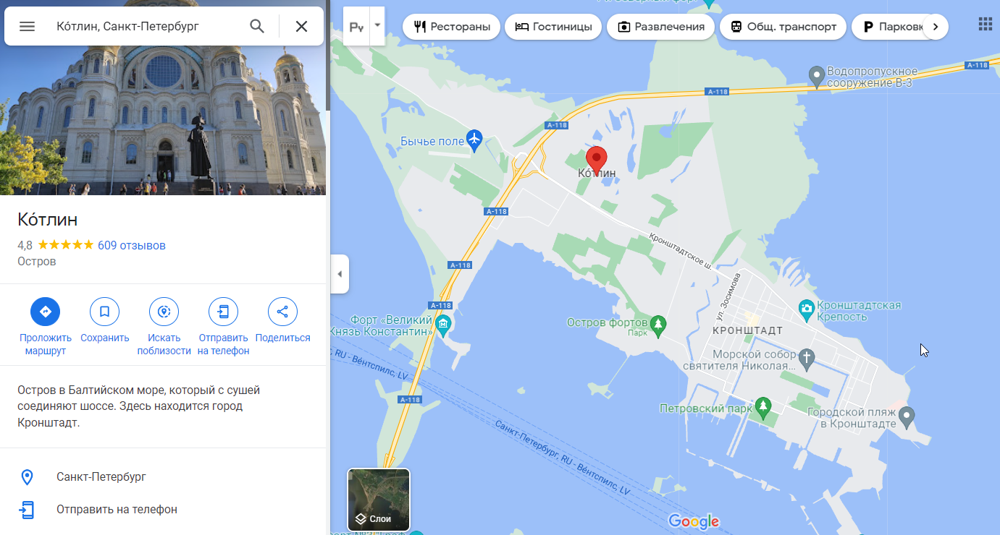 Ко́тлин, Санкт-Петербург
Рестораны
Гостиницы
Развлечения
Общ. транспорт
Парковк
Ко́тлин
4,8
609 отзывов
Остров
Проложить
маршрут
Сохранить
Искать
поблизости
Отправить
на телефон
Поделиться
Остров в Балтийском море, который с сушей
соединяют шоссе. Здесь находится город
Кронштадт.
Санкт-Петербург
Отправить на телефон
А-118
Водопропускное
сооружение В-3
А-118
А-118
Бычье поле
Ко́тлин
А-118
Кронштадтское ш.
А-118
ул. Зосимова
А-118
Форт «Великий
Князь Константин»
Остров фортов
Парк
Кронштадтская
Крепость
КРОНШТАДТ
Морской собор
святителя Николая...
, RU - Ве́нтспилс, LV
А-118
Петровский парк
Городской пляж
в Кронштадте
Санкт-Петербург, RU - Ве́нтспилс, LV
Слои
Google